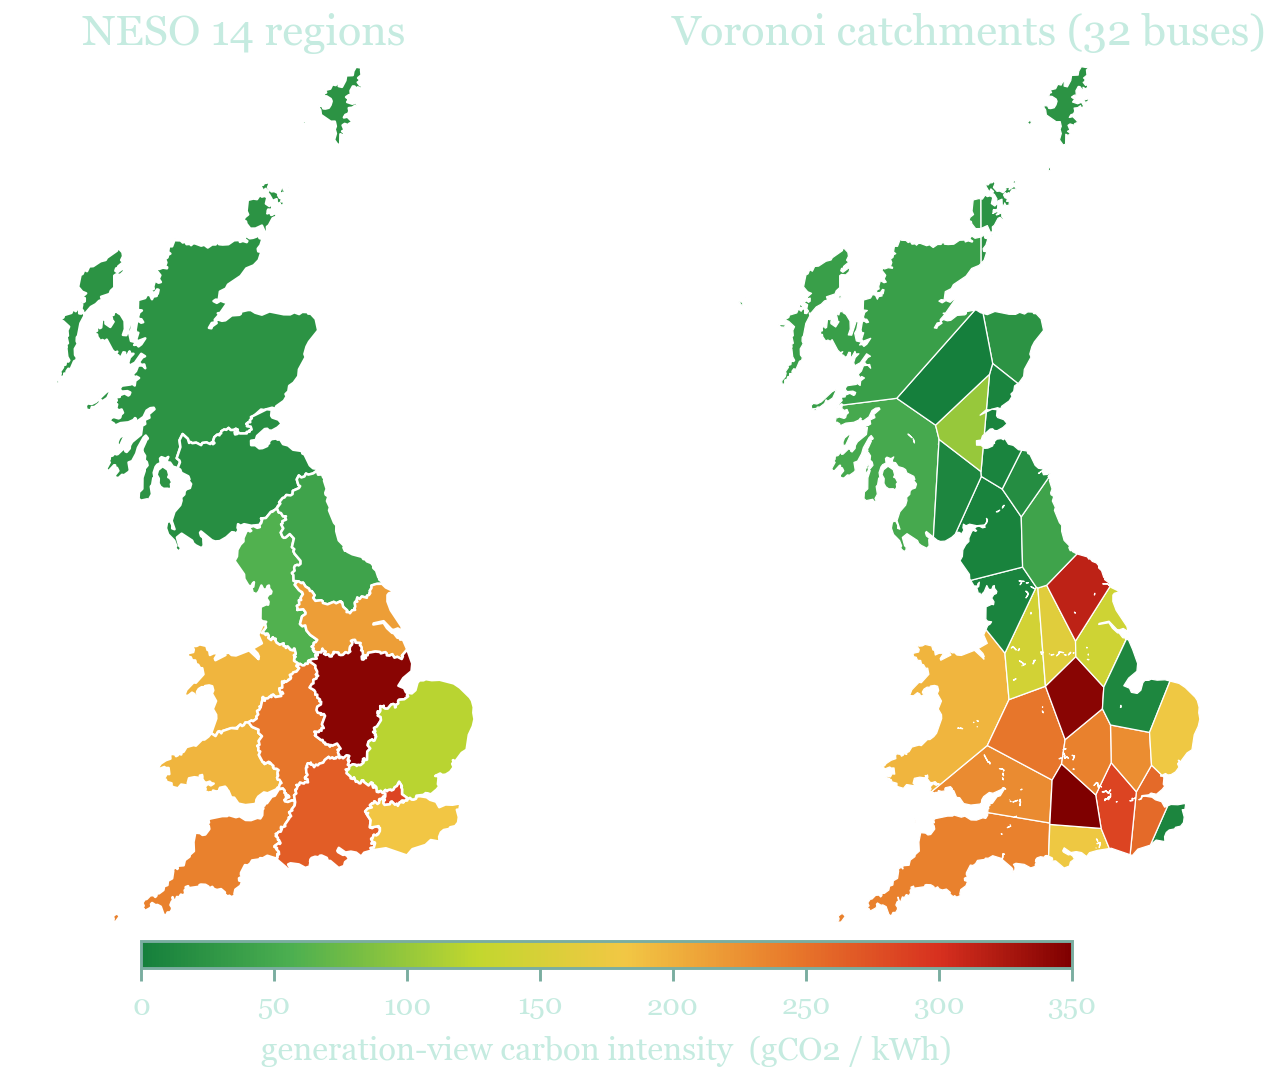 NESO 14 regions
Voronoi catchments (32 buses)
0 50 100 150 200 250 300 350
generation-view carbon intensity (gCO2 / kWh)